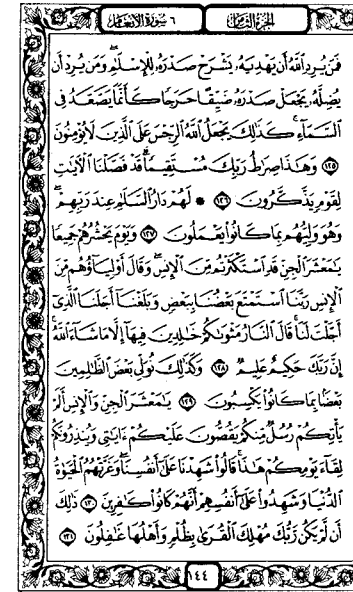 الجزء الثامن ٦ سورة الأنعام
فَمَن يُرِدِ ٱللَّهُ أَن يَهْدِيَهُۥ يَشْرَحْ صَدْرَهُۥ لِلْإِسْلَٰمِ ۖ وَمَن يُرِدْ أَن
يُضِلَّهُۥ يَجْعَلْ صَدْرَهُۥ ضَيِّقًا حَرَجًا كَأَنَّمَا يَصَّعَّدُ فِى
ٱلسَّمَآءِ ۚ كَذَٰلِكَ يَجْعَلُ ٱللَّهُ ٱلرِّجْسَ عَلَى ٱلَّذِينَ لَا يُؤْمِنُونَ
١٢٥ وَهَٰذَا صِرَٰطُ رَبِّكَ مُسْتَقِيمًا ۗ قَدْ فَصَّلْنَا ٱلْءَايَٰتِ
لِقَوْمٍ يَذَّكَّرُونَ ١٢٦ * لَهُمْ دَارُ ٱلسَّلَٰمِ عِندَ رَبِّهِمْ ۖ
وَهُوَ وَلِيُّهُم بِمَا كَانُوا۟ يَعْمَلُونَ ١٢٧ وَيَوْمَ يَحْشُرُهُمْ جَمِيعًا
يَٰمَعْشَرَ ٱلْجِنِّ قَدِ ٱسْتَكْثَرْتُم مِّنَ ٱلْإِنسِ ۖ وَقَالَ أَوْلِيَآؤُهُم مِّنَ
ٱلْإِنسِ رَبَّنَا ٱسْتَمْتَعَ بَعْضُنَا بِبَعْضٍ وَبَلَغْنَآ أَجَلَنَا ٱلَّذِىٓ
أَجَّلْتَ لَنَا ۚ قَالَ ٱلنَّارُ مَثْوَىٰكُمْ خَٰلِدِينَ فِيهَآ إِلَّا مَا شَآءَ ٱللَّهُ ۗ
إِنَّ رَبَّكَ حَكِيمٌ عَلِيمٌ ١٢٨ وَكَذَٰلِكَ نُوَلِّى بَعْضَ ٱلظَّٰلِمِينَ
بَعْضًۢا بِمَا كَانُوا۟ يَكْسِبُونَ ١٢٩ يَٰمَعْشَرَ ٱلْجِنِّ وَٱلْإِنسِ أَلَمْ
يَأْتِكُمْ رُسُلٌ مِّنكُمْ يَقُصُّونَ عَلَيْكُمْ ءَايَٰتِى وَيُنذِرُونَكُمْ
لِقَآءَ يَوْمِكُمْ هَٰذَا ۚ قَالُوا۟ شَهِدْنَا عَلَىٰٓ أَنفُسِنَا ۖ وَغَرَّتْهُمُ ٱلْحَيَوٰةُ
ٱلدُّنْيَا وَشَهِدُوا۟ عَلَىٰٓ أَنفُسِهِمْ أَنَّهُمْ كَانُوا۟ كَٰفِرِينَ ١٣٠ ذَٰلِكَ
أَن لَّمْ يَكُن رَّبُّكَ مُهْلِكَ ٱلْقُرَىٰ بِظُلْمٍ وَأَهْلُهَا غَٰفِلُونَ ١٣١
١٤٤